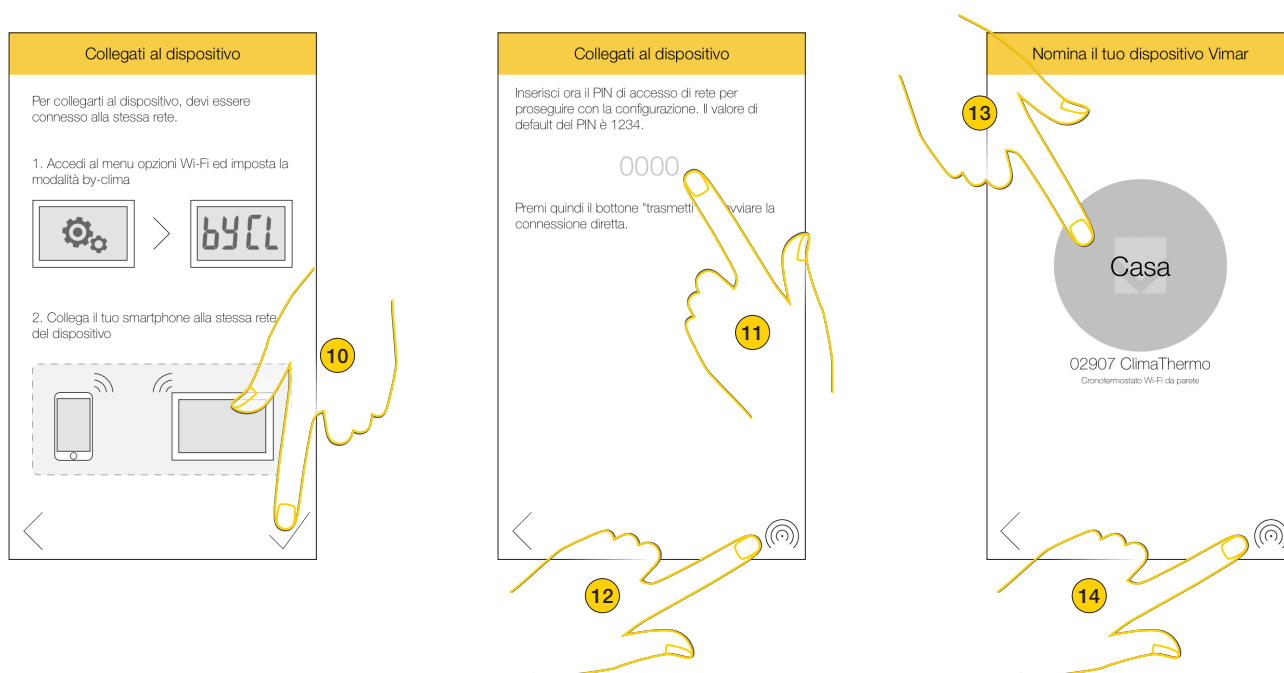 Collegati al dispositivo
Per collegarti al dispositivo, devi essere
connesso alla stessa rete.
1. Accedi al menu opzioni Wi-Fi ed imposta la
modalità by-clima
bYCL
2. Collega il tuo smartphone alla stessa rete
del dispositivo
10
Collegati al dispositivo
Inserisci ora il PIN di accesso di rete per
proseguire con la configurazione. Il valore di
default del PIN è 1234.
0000
Premi quindi il bottone "trasmetti avviare la
connessione diretta.
11
12
Nomina il tuo dispositivo Vimar
13
Casa
02907 ClimaThermo
Cronotermostato Wi-Fi da parete
14